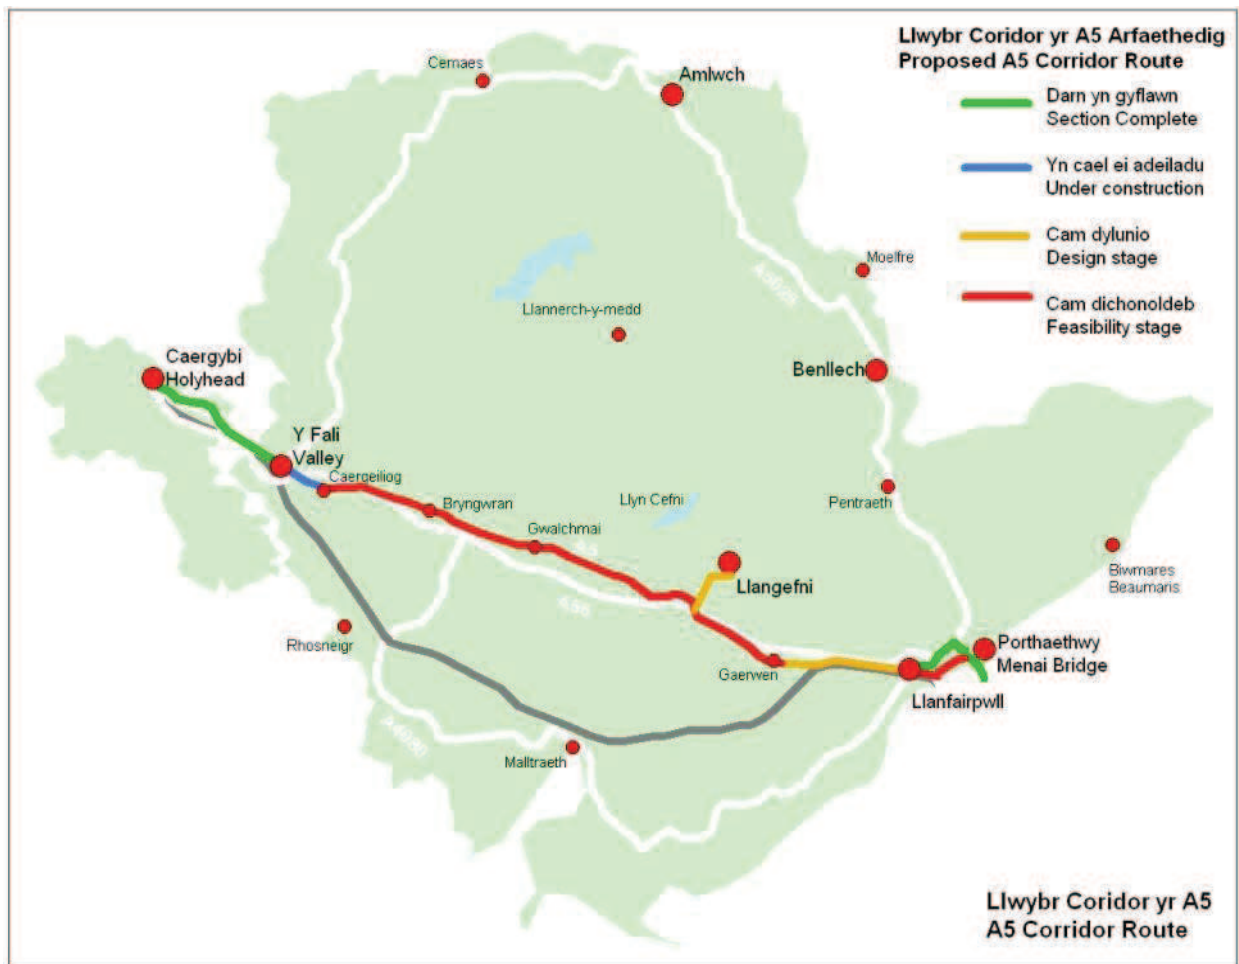 Llwybr Coridor yr A5 Arfaethedig
Proposed A5 Corridor Route
Darn yn gyflawn
Section Complete
Yn cael ei adeiladu
Under construction
Cam dylunio
Design stage
Cam dichonoldeb
Feasibility stage
Cemaes
Amlwch
Moelfre
A5025
Llannerch-y-medd
Caergybi
Holyhead
Benllech
Y Fali
Valley
Caergeiliog
Bryngwran
Llyn Cefni
Pentraeth
Gwalchmai
Llangefni
Biwmares
Beaumaris
A55
Rhosneigr
Gaerwen
Porthaethwy
Menai Bridge
Llanfairpwll
A4080
Malltraeth
Llwybr Coridor yr A5
A5 Corridor Route